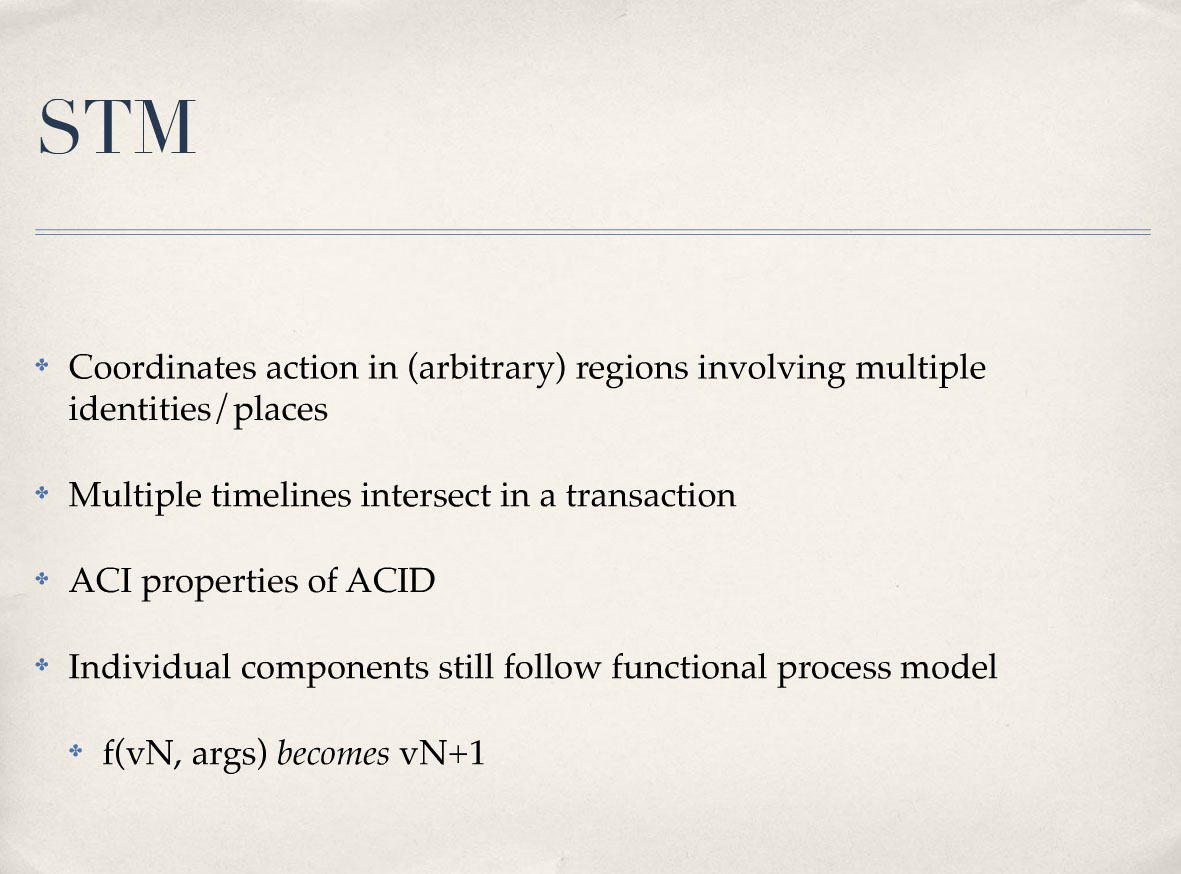 STM
Coordinates action in (arbitrary) regions involving multiple
identities/places
Multiple timelines intersect in a transaction
ACI properties of ACID
Individual components still follow functional process model
f(vN, args) becomes vN+1